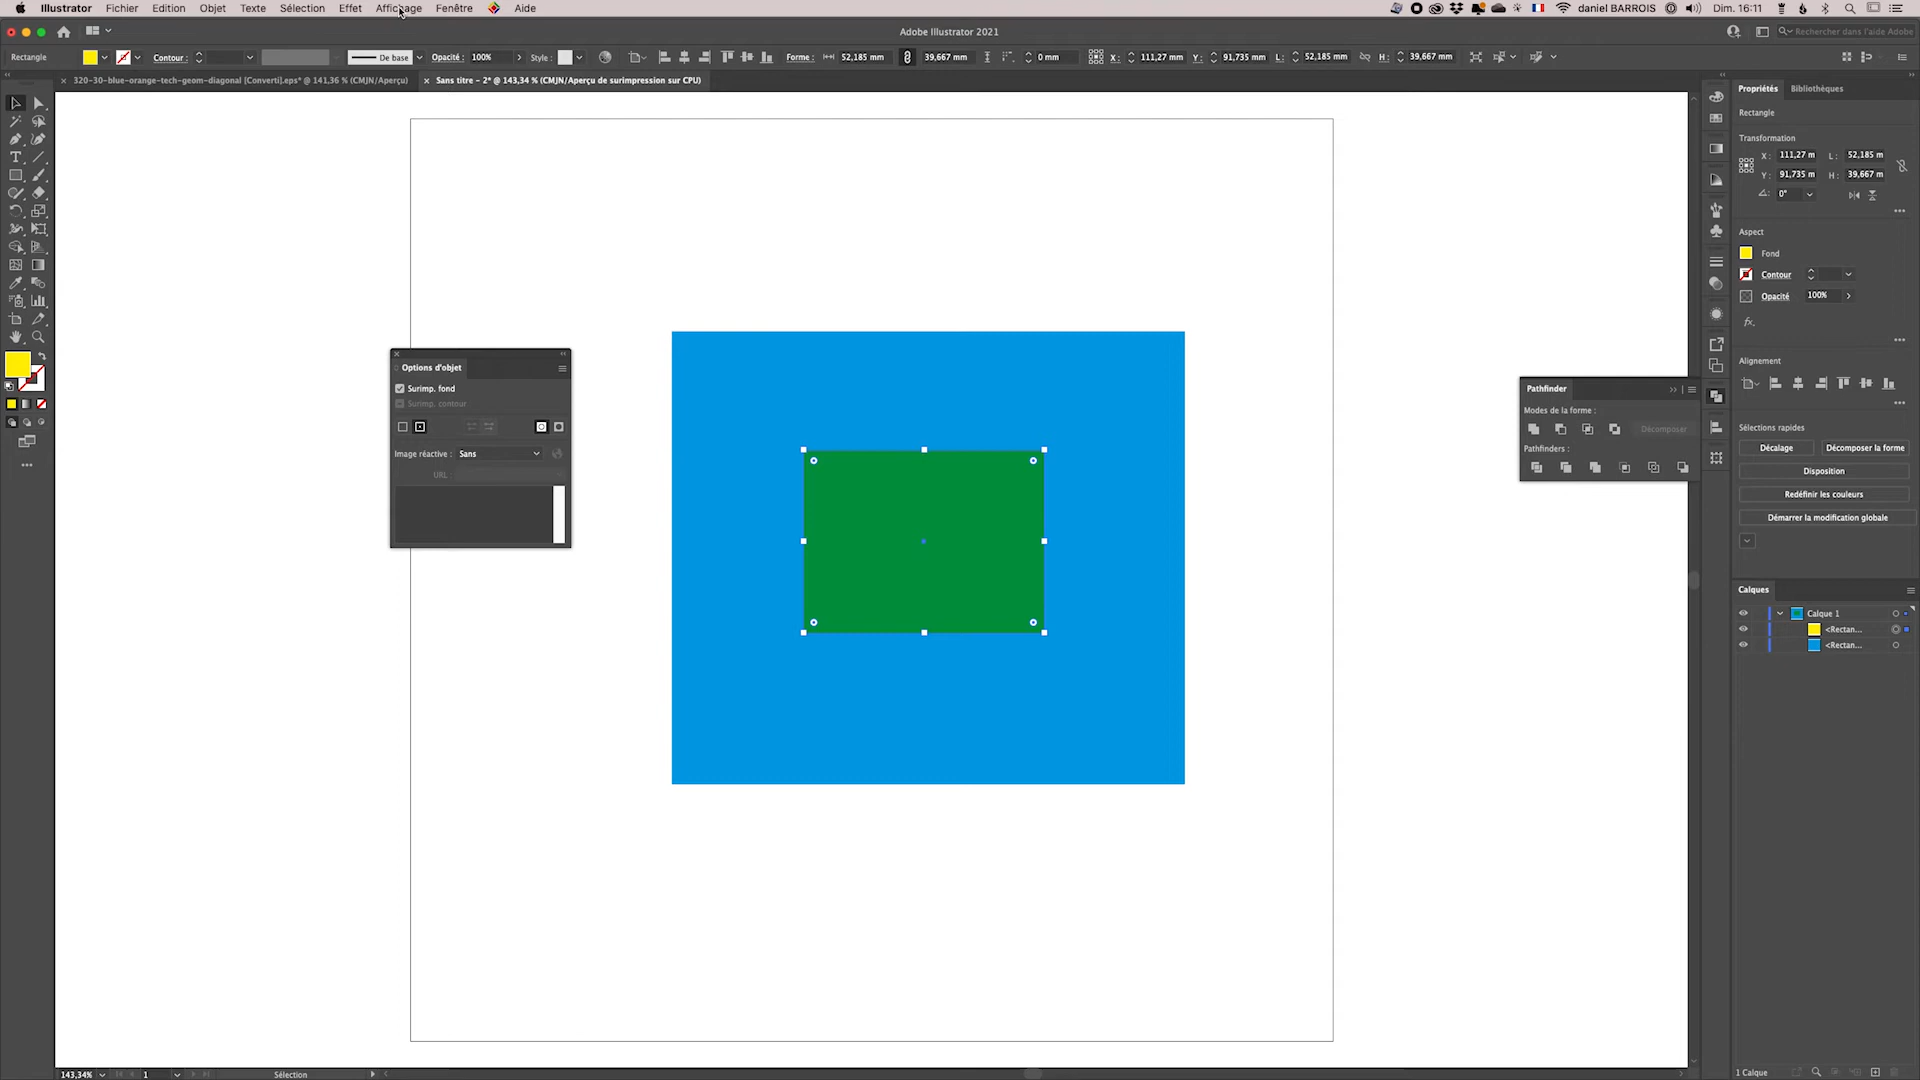 Illustrator Fichier Edition Objet Texte Sélection Effet Affichage Fenêtre Aide daniel BARROIS Dim. 16:11
Adobe Illustrator 2021 Rechercher dans l'aide Adobe
Rectangle Contour : De base Opacité : 100% Style : Forme : 52,185 mm 39,667 mm 0 mm X : 111,27 mm Y : 91,735 mm L : 52,185 mm H : 39,667 mm
× 320-30-blue-orange-tech-geom-diagonal [Converti].eps* @ 141,36 % (CMJN/Aperçu) × Sans titre - 2* @ 143,34 % (CMJN/Aperçu de surimpression sur CPU)
Propriétés Bibliothèques
Rectangle
Transformation
X : 111,27 m L : 52,185 m
Y : 91,735 m H : 39,667 m
0°
Aspect
Fond
Contour
Opacité 100%
fx.
Alignement
Sélections rapides
Décalage Décomposer la forme
Disposition
Redéfinir les couleurs
Démarrer la modification globale
Options d'objet
Surimp. fond
Surimp. contour
Image réactive : Sans
URL
Pathfinder
Modes de la forme :
Décomposer
Pathfinders :
Calques
Calque 1
<Rectan...
<Rectan...
143,34% 1 Sélection 1 Calque